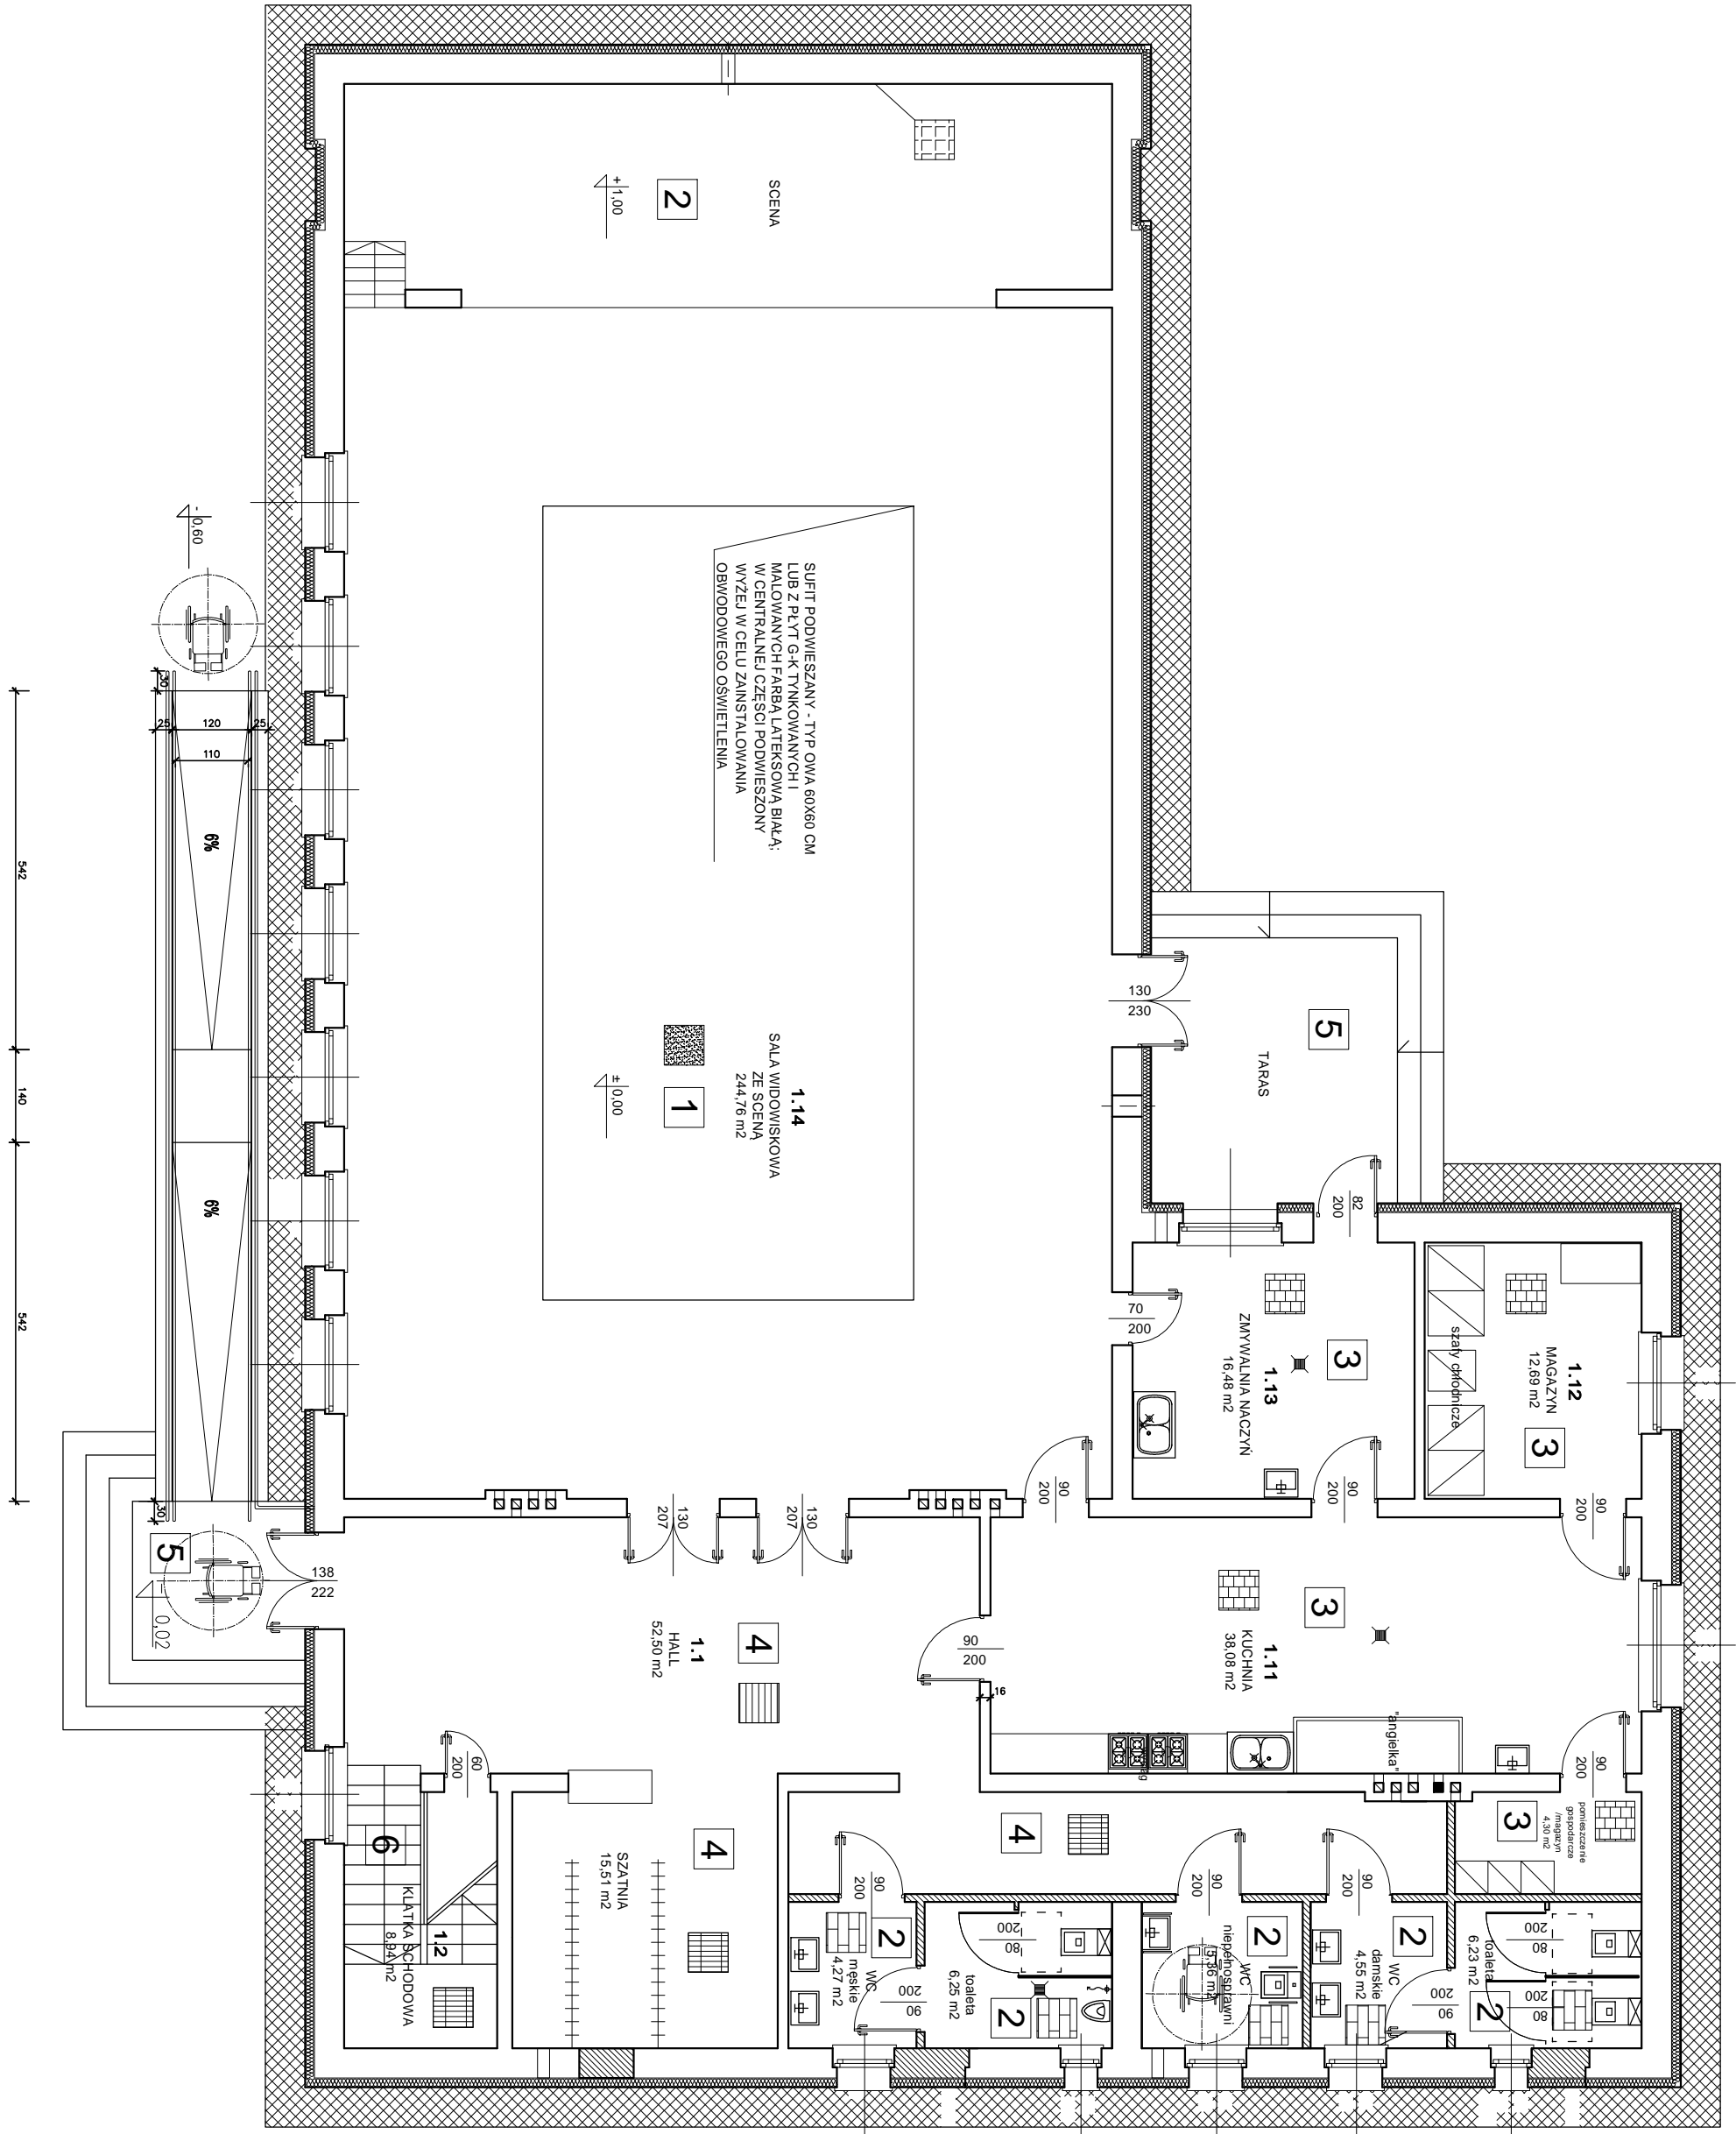 SCENA
2
+1,00
SUFIT PODWIESZANY - TYP OWA 60X60 CM
LUB Z PŁYT G-K TYNKOWANYCH I
MALOWANYCH FARBĄ LATEKSOWĄ BIAŁĄ;
W CENTRALNEJ CZĘŚCI PODWIESZONY
WYŻEJ W CELU ZAINSTALOWANIA
OBWODOWEGO OŚWIETLENIA
1.14
SALA WIDOWISKOWA
ZE SCENĄ
244,76 m2
1
±0,00
-0,60
30
25
120
25
110
6%
6%
30
542
140
542
5
TARAS
130
230
82
200
70
200
3
1.13
ZMYWALNIA NACZYŃ
16,48 m2
1.12
MAGAZYN
12,69 m2
3
szafy chłodnicze
90
200
90
200
90
200
130
207
130
207
138
222
5
-0,02
4
1.1
HALL
52,50 m2
90
200
16
3
1.11
KUCHNIA
38,08 m2
"angielka"
90
200
60
200
3
pomieszczenie
gospodarcze
/magazyn
4,30 m2
4
4
SZATNIA
15,51 m2
6
1.2
KLATKA SCHODOWA
8,94 m2
90
200
90
200
90
200
2
WC
męskie
4,27 m2
90
200
80
200
toaleta
6,25 m2
2
2
WC
niepełnosprawni
5,36 m2
2
WC
damskie
4,55 m2
90
200
80
200
80
200
toaleta
6,23 m2
2